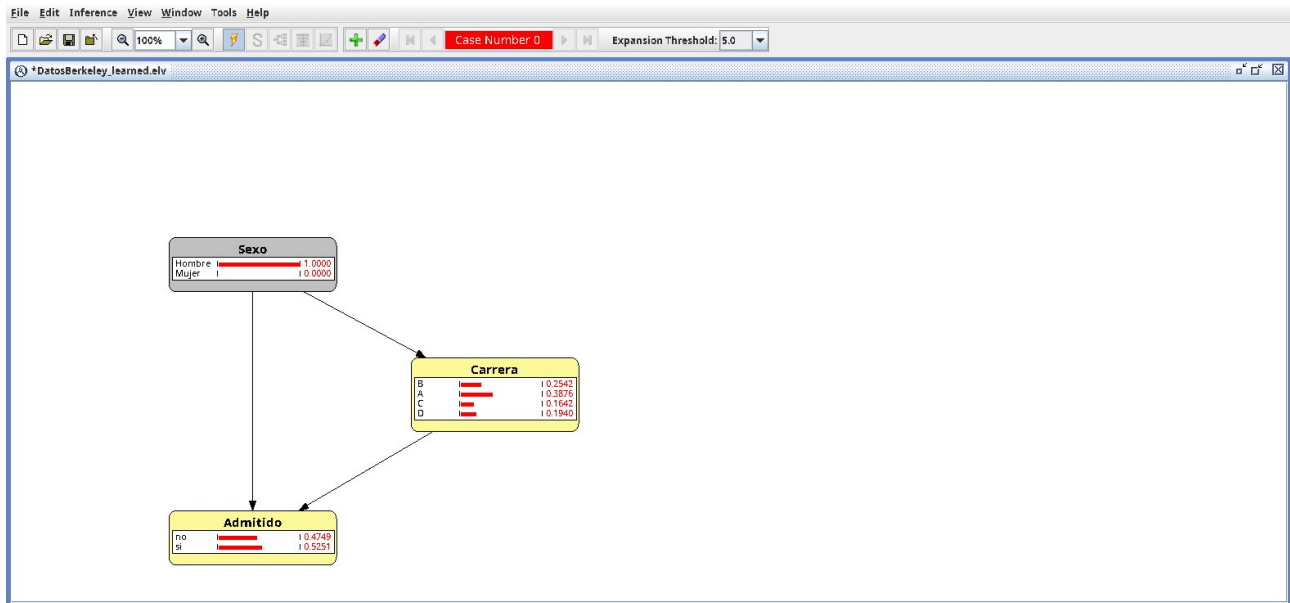 File Edit Inference View Window Tools Help
100% S Case Number 0 Expansion Threshold: 5.0
*DatosBerkeley_learned.elv
Sexo
Hombre 1.0000
Mujer 0.0000
Carrera
B 0.2542
A 0.3876
C 0.1642
D 0.1940
Admitido
no 0.4749
si 0.5251